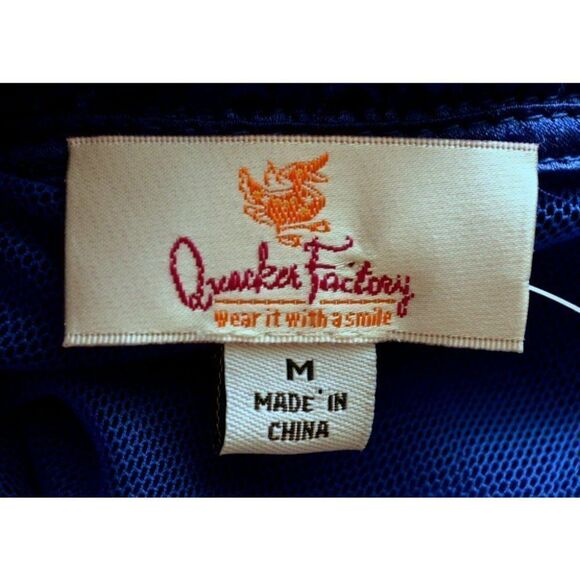 Quacker Factory
wear it with a smile
M
MADE IN
CHINA